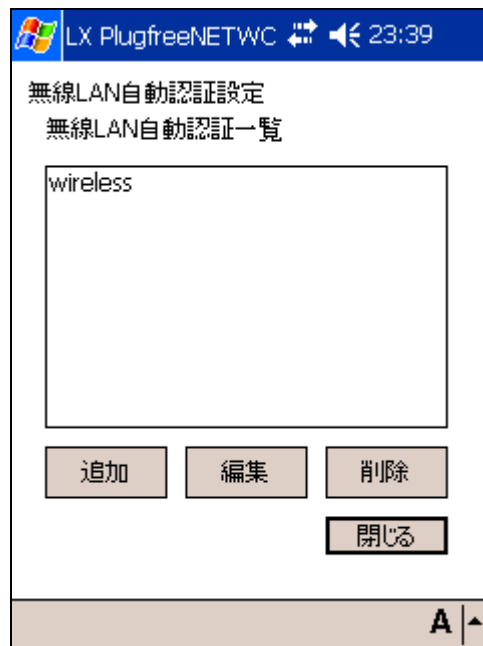 LX PlugfreeNETWC 23:39
無線LAN自動認証設定
無線LAN自動認証一覧
wireless
追加 編集 削除
閉じる
A